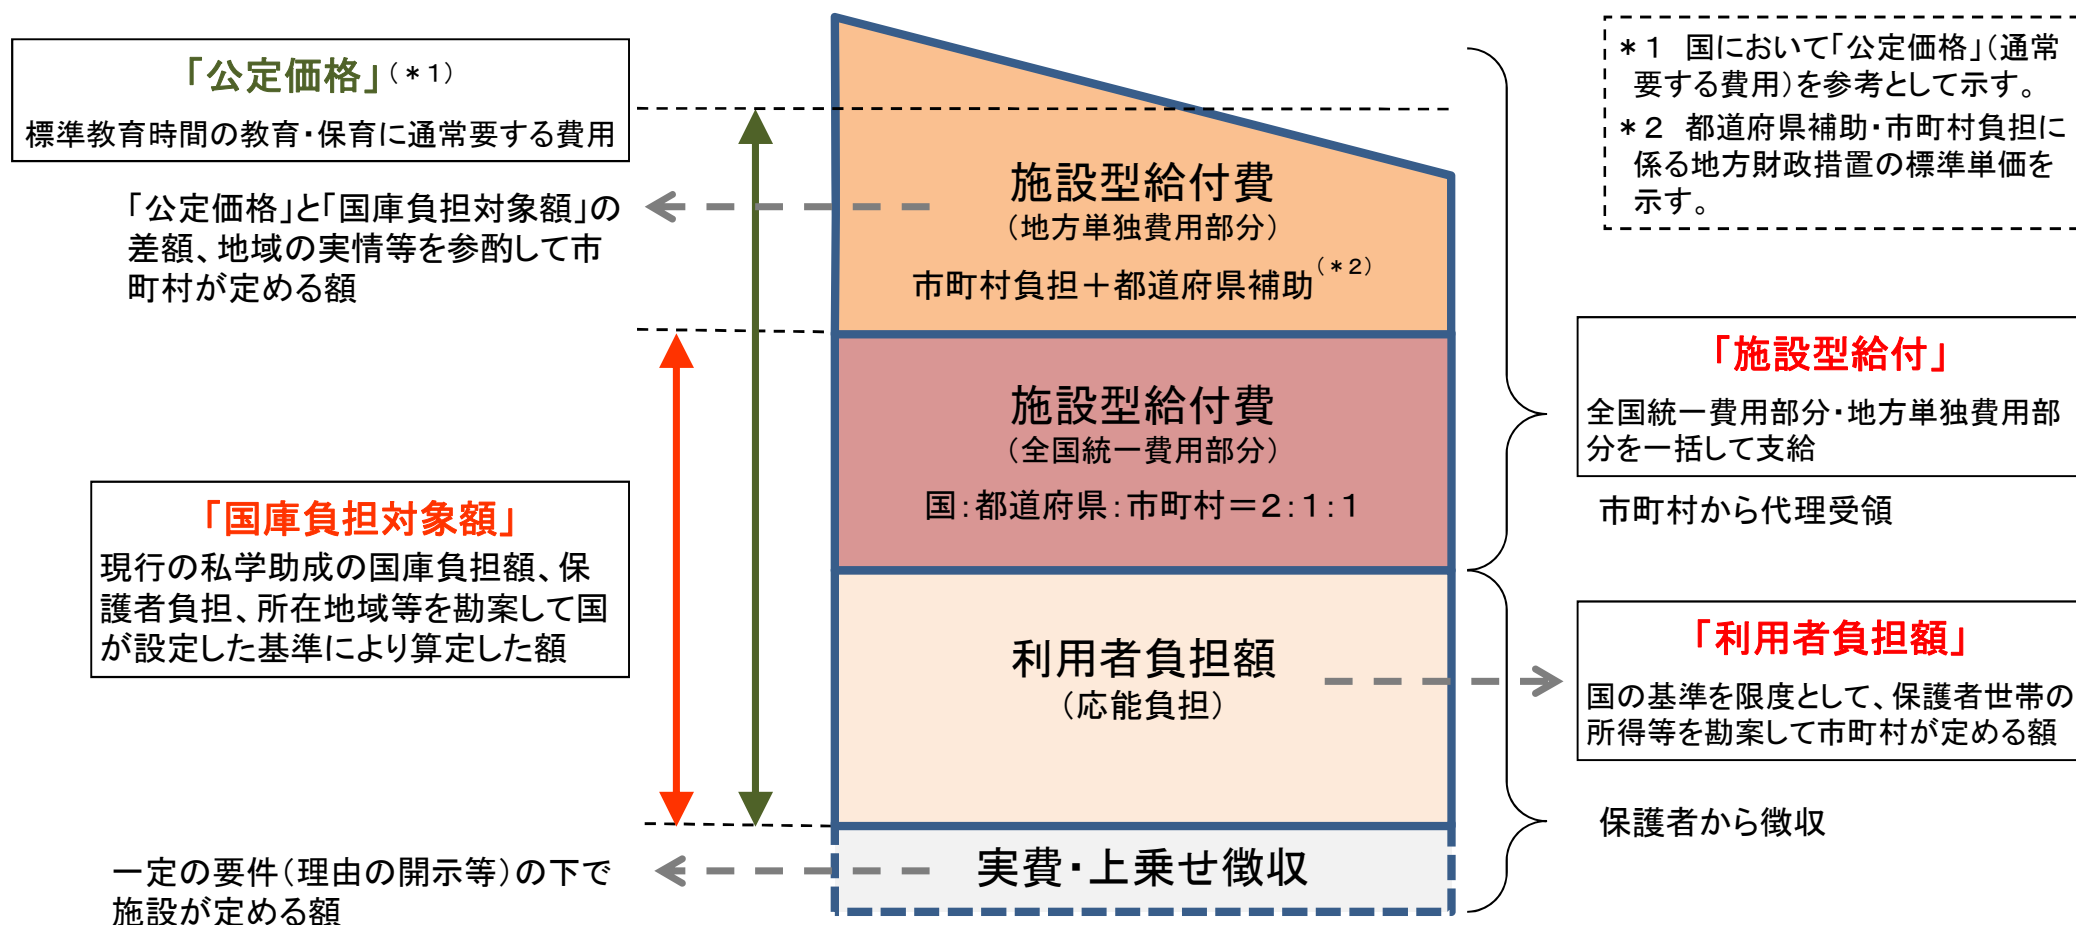 「公定価格」（＊１）
標準教育時間の教育・保育に通常要する費用
「公定価格」と「国庫負担対象額」の
差額、地域の実情等を参酌して市
町村が定める額
「国庫負担対象額」
現行の私学助成の国庫負担額、保
護者負担、所在地域等を勘案して国
が設定した基準により算定した額
一定の要件（理由の開示等）の下で
施設が定める額
施設型給付費
（地方単独費用部分）
市町村負担＋都道府県補助（＊２）
施設型給付費
（全国統一費用部分）
国：都道府県：市町村＝２：１：１
利用者負担額
（応能負担）
実費・上乗せ徴収
＊１　国において「公定価格」（通常
要する費用）を参考として示す。
＊２　都道府県補助・市町村負担に
係る地方財政措置の標準単価を
示す。
「施設型給付」
全国統一費用部分・地方単独費用部
分を一括して支給
市町村から代理受領
「利用者負担額」
国の基準を限度として、保護者世帯の
所得等を勘案して市町村が定める額
保護者から徴収